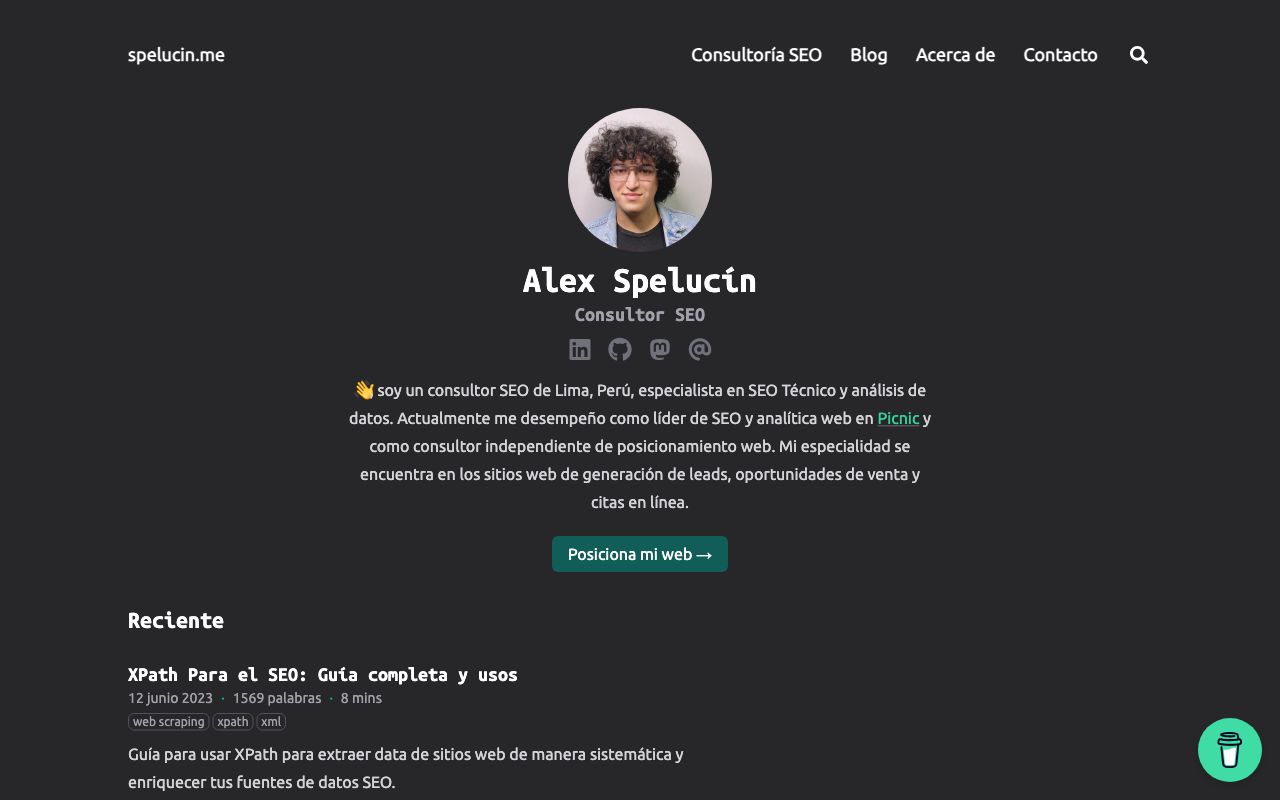 spelucin.me
Consultoría SEO
Blog
Acerca de
Contacto
Alex Spelucín
Consultor SEO
👋 soy un consultor SEO de Lima, Perú, especialista en SEO Técnico y análisis de
datos. Actualmente me desempeño como líder de SEO y analítica web en Picnic y
como consultor independiente de posicionamiento web. Mi especialidad se
encuentra en los sitios web de generación de leads, oportunidades de venta y
citas en línea.
Posiciona mi web →
Reciente
XPath Para el SEO: Guía completa y usos
12 junio 2023 · 1569 palabras · 8 mins
web scraping xpath xml
Guía para usar XPath para extraer data de sitios web de manera sistemática y
enriquecer tus fuentes de datos SEO.